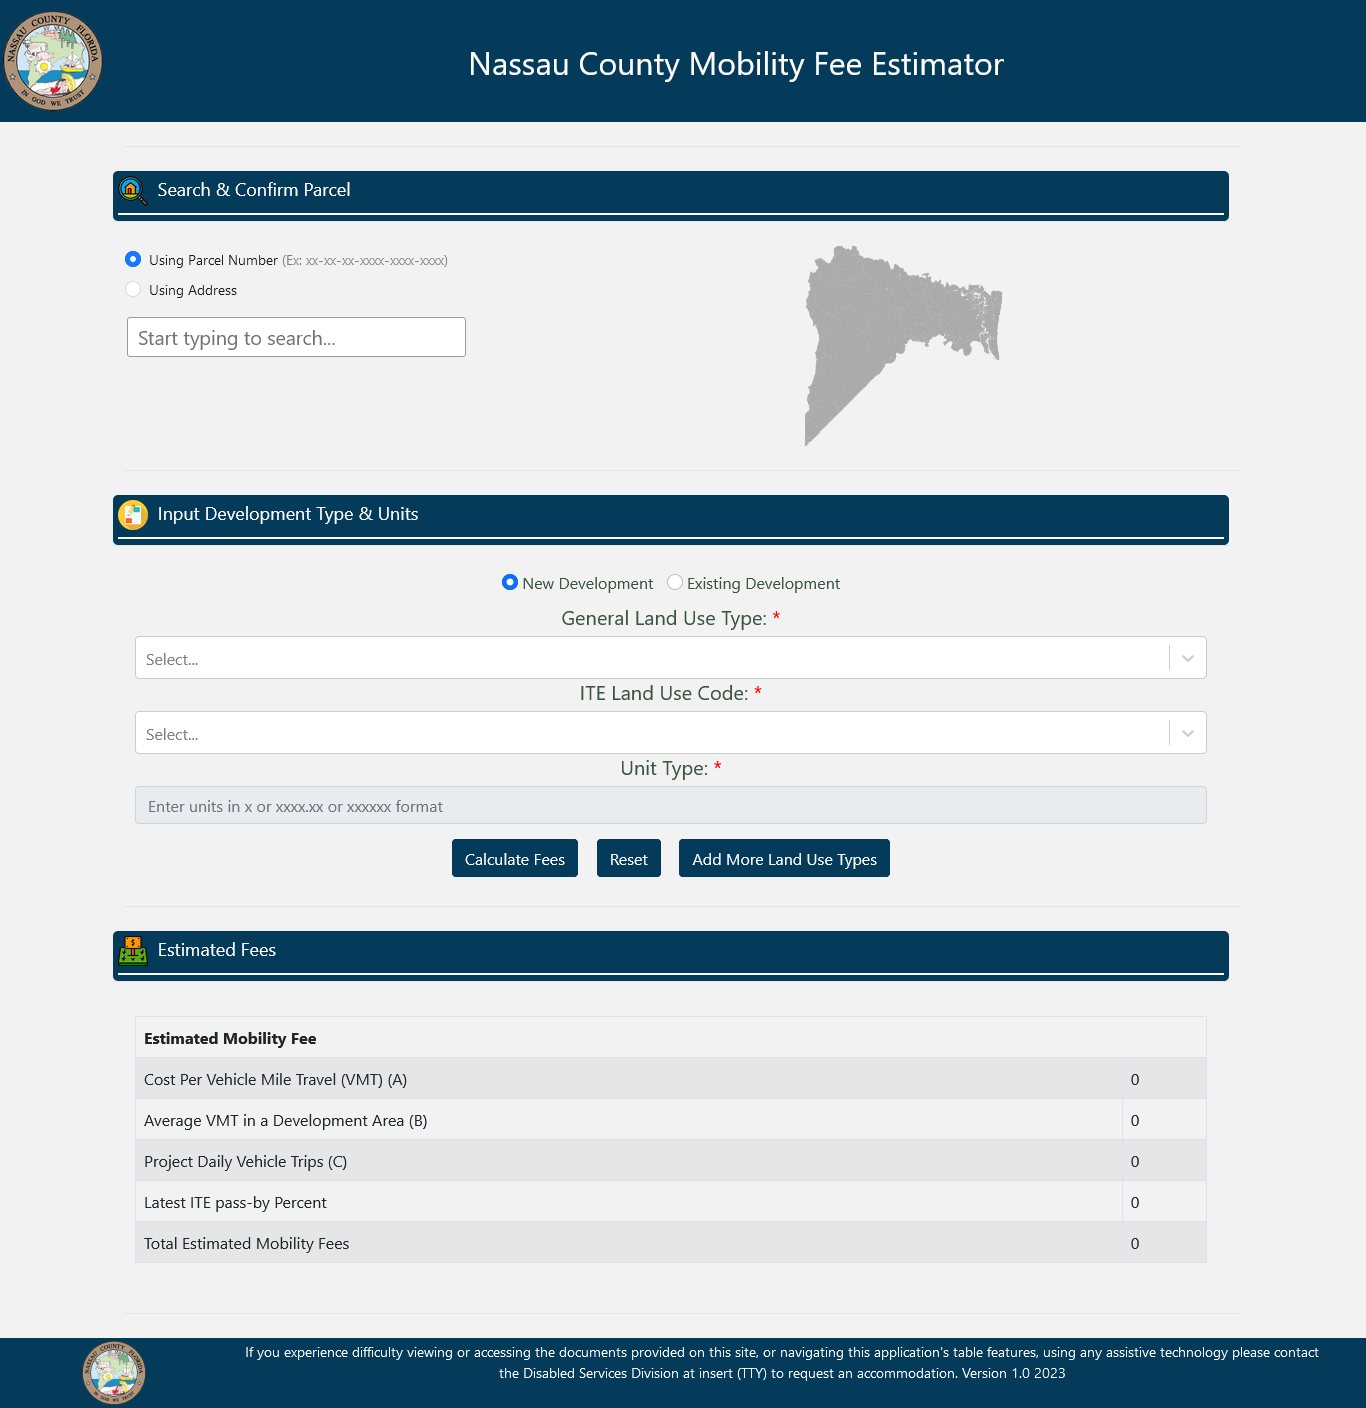 NASSAU COUNTY FLORIDA
IN GOD WE TRUST
Nassau County Mobility Fee Estimator
Search & Confirm Parcel
Using Parcel Number (Ex: xx-xx-xx-xxxx-xxxx-xxxx)
Using Address
Start typing to search...
Input Development Type & Units
New Development Existing Development
General Land Use Type: *
Select...
ITE Land Use Code: *
Select...
Unit Type: *
Enter units in x or xxxx.xx or xxxxxx format
Calculate Fees Reset Add More Land Use Types
Estimated Fees
Estimated Mobility Fee
Cost Per Vehicle Mile Travel (VMT) (A) 0
Average VMT in a Development Area (B) 0
Project Daily Vehicle Trips (C) 0
Latest ITE pass-by Percent 0
Total Estimated Mobility Fees 0
NASSAU COUNTY FLORIDA
IN GOD WE TRUST
If you experience difficulty viewing or accessing the documents provided on this site, or navigating this application's table features, using any assistive technology please contact
the Disabled Services Division at insert (TTY) to request an accommodation. Version 1.0 2023